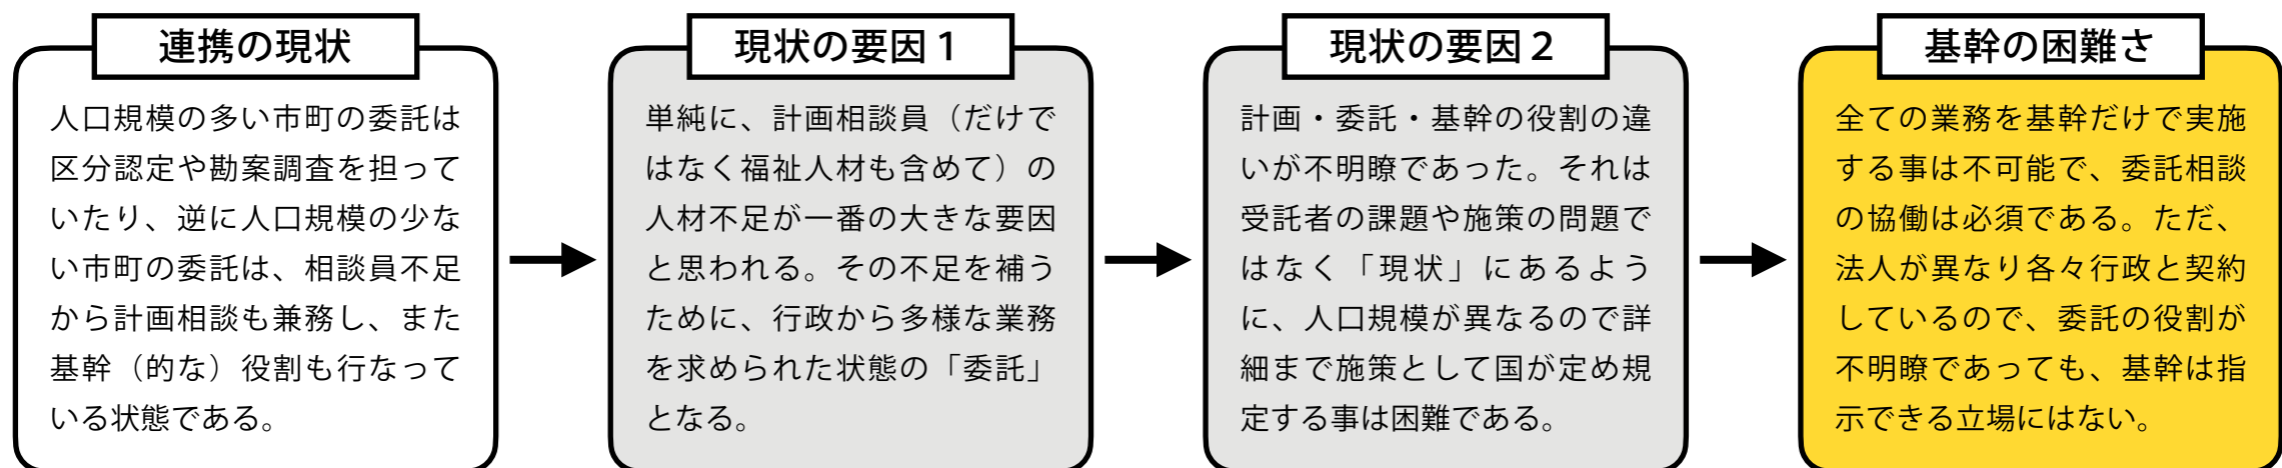 連携の現状
人口規模の多い市町の委託は
区分認定や勘案調査を担って
いたり、逆に人口規模の少な
い市町の委託は、相談員不足
から計画相談も兼務し、また
基幹（的な）役割も行なって
いる状態である。
現状の要因１
単純に、計画相談員（だけで
はなく福祉人材も含めて）の
人材不足が一番の大きな要因
と思われる。その不足を補う
ために、行政から多様な業務
を求められた状態の「委託」
となる。
現状の要因２
計画・委託・基幹の役割の違
いが不明瞭であった。それは
受託者の課題や施策の問題で
はなく「現状」にあるよう
に、人口規模が異なるので詳
細まで施策として国が定め規
定する事は困難である。
基幹の困難さ
全ての業務を基幹だけで実施
する事は不可能で、委託相談
の協働は必須である。ただ、
法人が異なり各々行政と契約
しているので、委託の役割が
不明瞭であっても、基幹は指
示できる立場にはない。